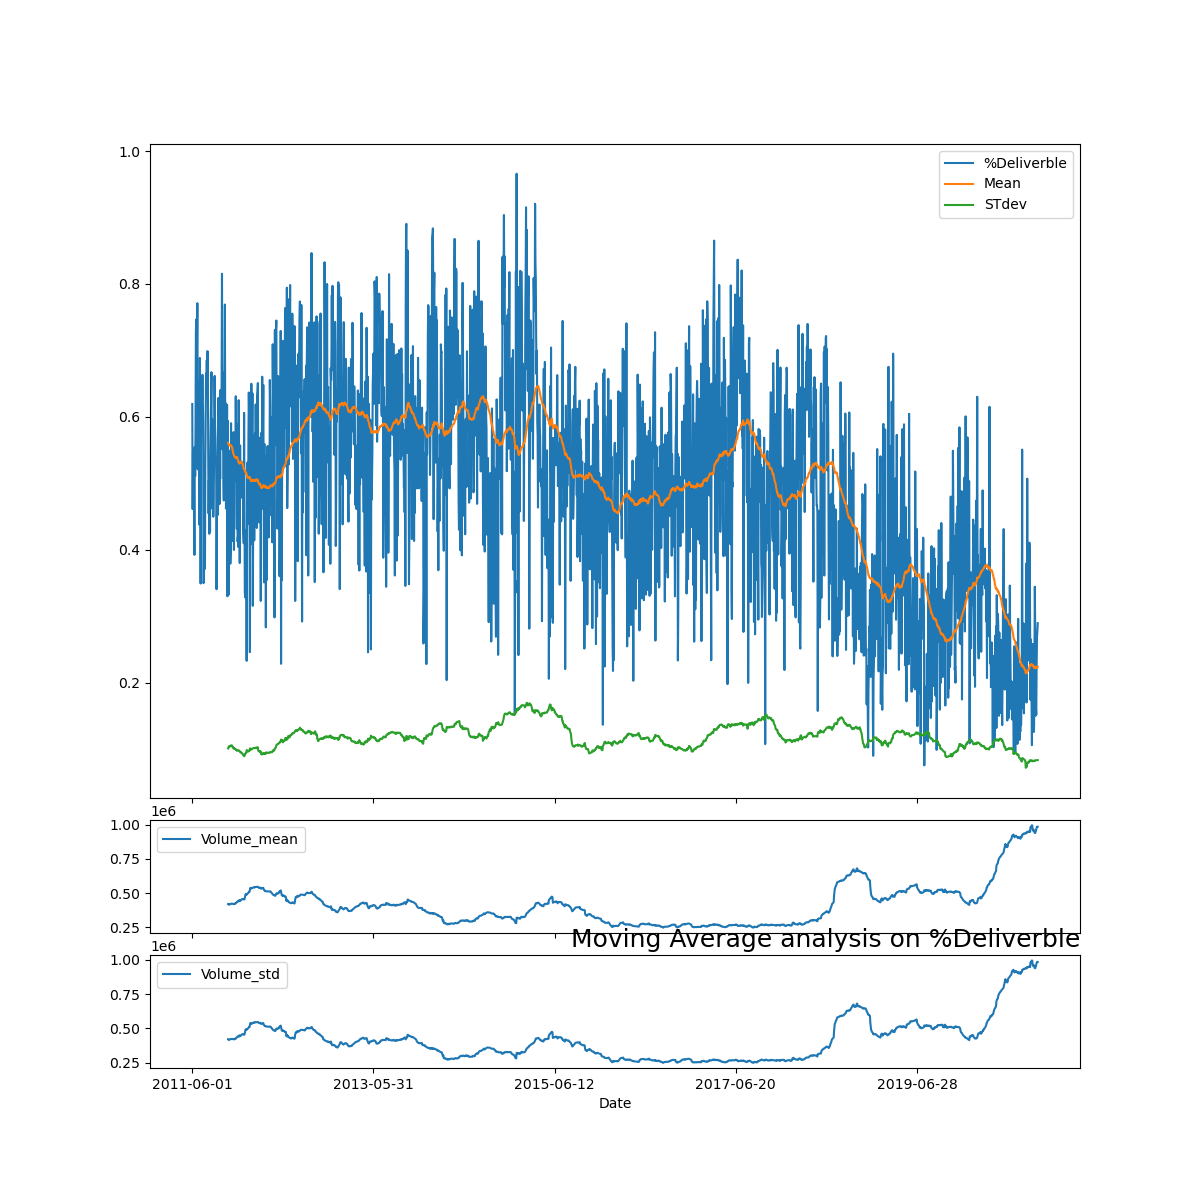 1.0
0.8
0.6
0.4
0.2
%Deliverble
Mean
STdev
1e6
1.00
0.75
0.50
0.25
Volume_mean
Moving Average analysis on %Deliverble
1e6
1.00
0.75
0.50
0.25
Volume_std
2011-06-01 2013-05-31 2015-06-12 2017-06-20 2019-06-28
Date